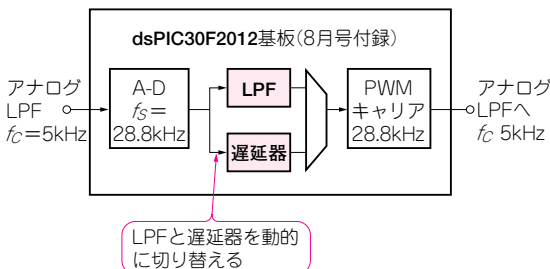 dsPIC30F2012基板(8月号付録)
アナログ
LPF
fC=5kHz
A-D
fS=
28.8kHz
LPF
遅延器
PWM
キャリア
28.8kHz
アナログ
LPFへ
fC 5kHz
LPFと遅延器を動的
に切り替える